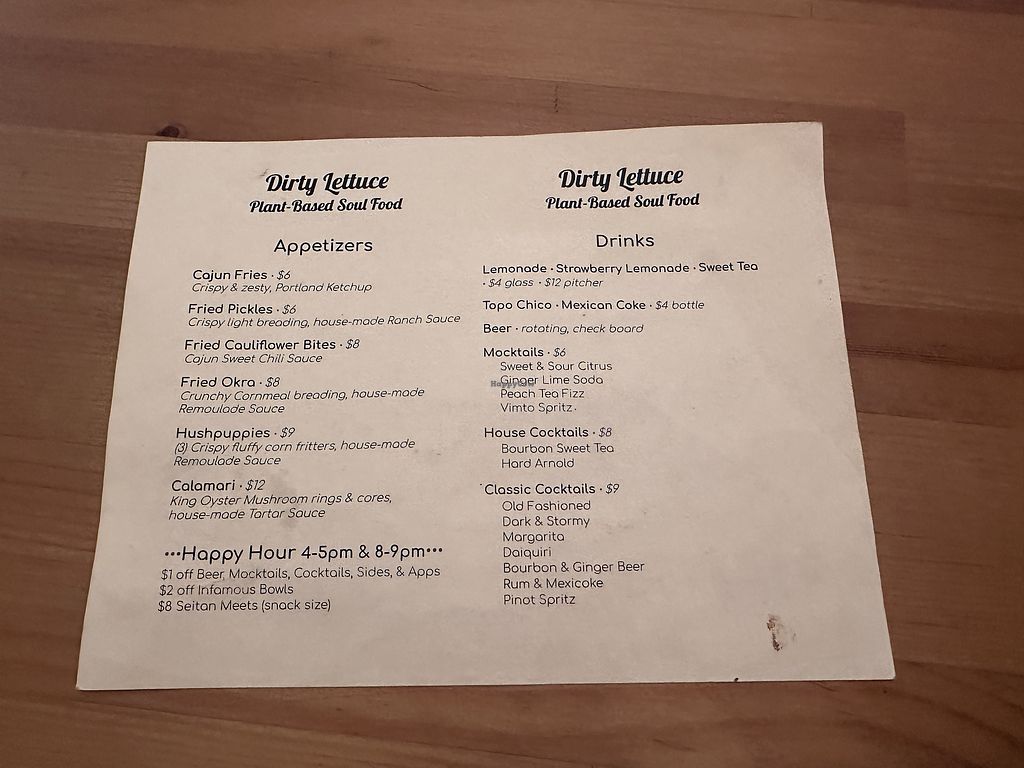 Dirty Lettuce
Plant-Based Soul Food
Appetizers
Cajun Fries · $6
Crispy & zesty, Portland Ketchup
Fried Pickles · $6
Crispy light breading, house-made Ranch Sauce
Fried Cauliflower Bites · $8
Cajun Sweet Chili Sauce
Fried Okra · $8
Crunchy Cornmeal breading, house-made
Remoulade Sauce
Hushpuppies · $9
(3) Crispy fluffy corn fritters, house-made
Remoulade Sauce
Calamari · $12
King Oyster Mushroom rings & cores,
house-made Tartar Sauce
•••Happy Hour 4-5pm & 8-9pm•••
$1 off Beer, Mocktails, Cocktails, Sides, & Apps
$2 off Infamous Bowls
$8 Seitan Meets (snack size)
Dirty Lettuce
Plant-Based Soul Food
Drinks
Lemonade · Strawberry Lemonade · Sweet Tea
· $4 glass · $12 pitcher
Topo Chico · Mexican Coke · $4 bottle
Beer · rotating, check board
Mocktails · $6
Sweet & Sour Citrus
Ginger Lime Soda
Peach Tea Fizz
Vimto Spritz
House Cocktails · $8
Bourbon Sweet Tea
Hard Arnold
Classic Cocktails · $9
Old Fashioned
Dark & Stormy
Margarita
Daiquiri
Bourbon & Ginger Beer
Rum & Mexicoke
Pinot Spritz